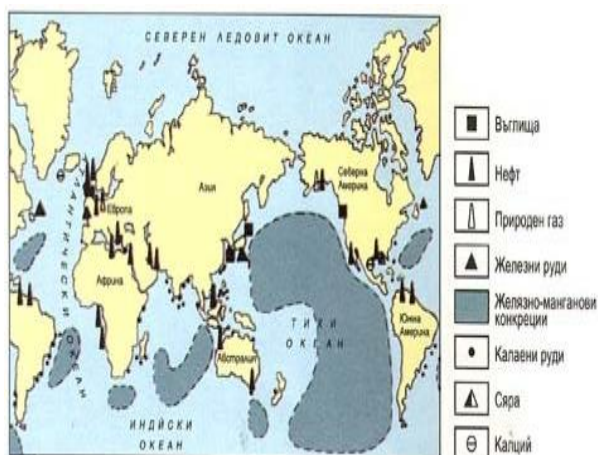 СЕВЕРЕН ЛЕДОВИТ ОКЕАН
АТЛАНТИЧЕСКИ ОКЕАН
Европа
Азия
Северна
Америка
Африка
ТИХИ
ОКЕАН
Южна
Америка
Австралия
ИНДИЙСКИ
ОКЕАН
Въглища
Нефт
Природен газ
Железни руди
Желязно-манганови
конкреции
Калаени руди
Сяра
Калций